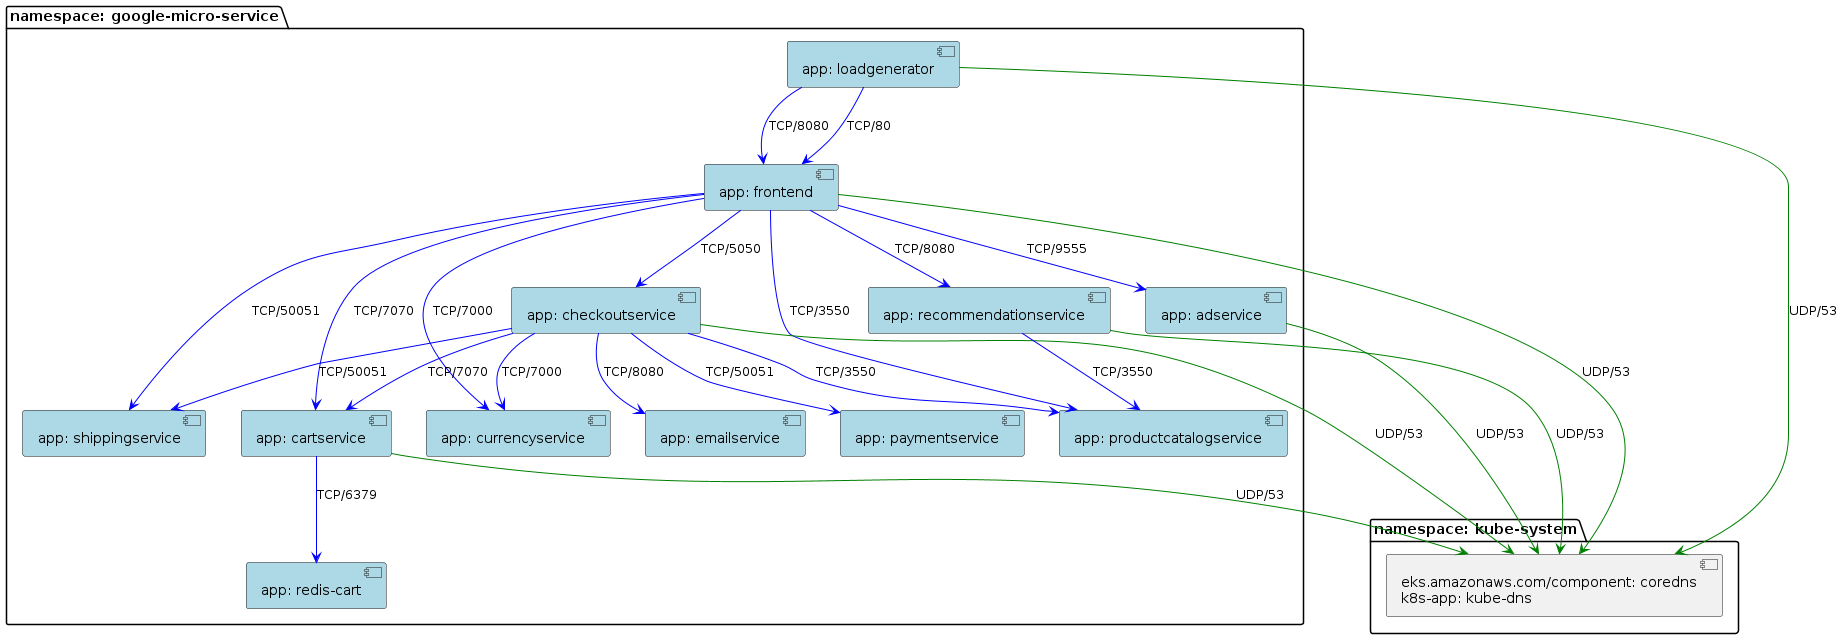 namespace: google-micro-service
app: loadgenerator
TCP/8080
TCP/80
app: frontend
TCP/5050
TCP/8080
TCP/9555
TCP/50051
TCP/7070
TCP/7000
TCP/3550
UDP/53
app: checkoutservice
app: recommendationservice
app: adservice
UDP/53
TCP/50051
TCP/7070
TCP/7000
TCP/8080
TCP/50051
TCP/3550
TCP/3550
app: shippingservice
app: cartservice
app: currencyservice
app: emailservice
app: paymentservice
app: productcatalogservice
UDP/53
UDP/53
UDP/53
TCP/6379
UDP/53
app: redis-cart
namespace: kube-system
eks.amazonaws.com/component: coredns
k8s-app: kube-dns